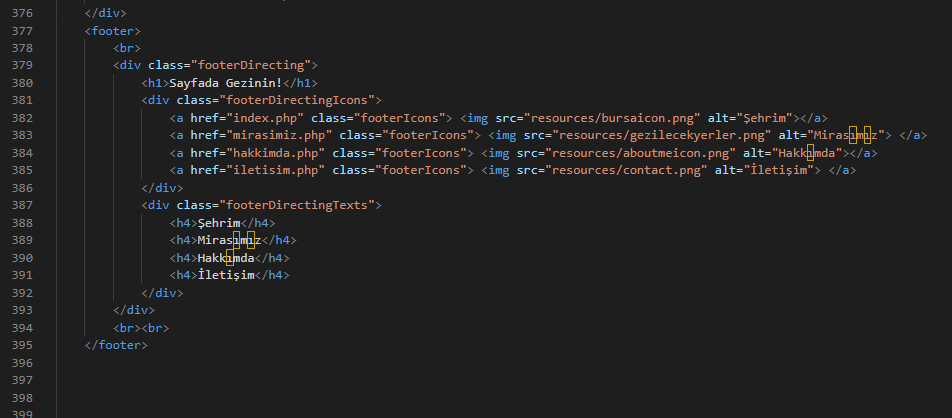 376 </div>
377 <footer>
378 <br>
379 <div class="footerDirecting">
380 <h1>Sayfada Gezinin!</h1>
381 <div class="footerDirectingIcons">
382 <a href="index.php" class="footerIcons"> <img src="resources/bursaicon.png" alt="Şehrim"></a>
383 <a href="mirasimiz.php" class="footerIcons"> <img src="resources/gezilecekyerler.png" alt="Mirasımız"> </a>
384 <a href="hakkimda.php" class="footerIcons"> <img src="resources/aboutmeicon.png" alt="Hakkımda"></a>
385 <a href="iletisim.php" class="footerIcons"> <img src="resources/contact.png" alt="İletişim"> </a>
386 </div>
387 <div class="footerDirectingTexts">
388 <h4>Şehrim</h4>
389 <h4>Mirasımız</h4>
390 <h4>Hakkımda</h4>
391 <h4>İletişim</h4>
392 </div>
393 </div>
394 <br><br>
395 </footer>
396
397
398
399